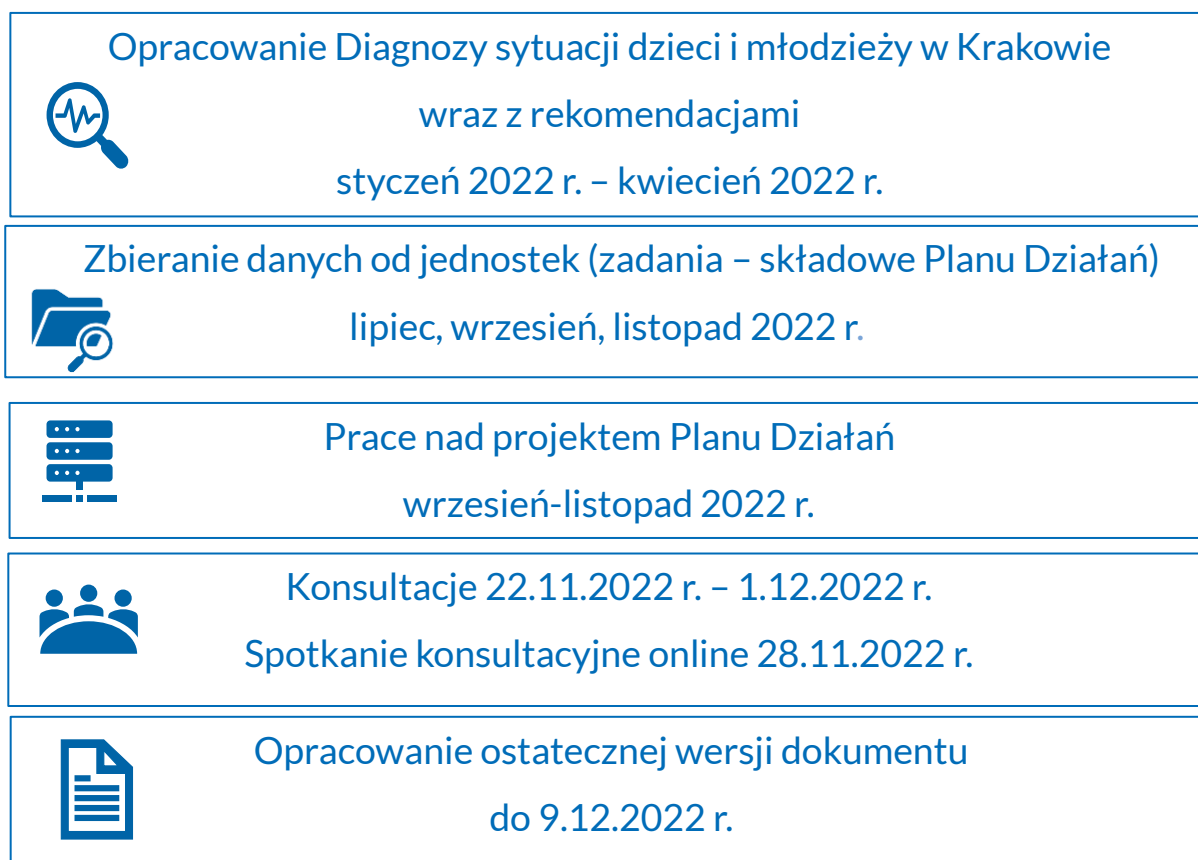 Opracowanie Diagnozy sytuacji dzieci i młodzieży w Krakowie
wraz z rekomendacjami
styczeń 2022 r. – kwiecień 2022 r.
Zbieranie danych od jednostek (zadania – składowe Planu Działań)
lipiec, wrzesień, listopad 2022 r.
Prace nad projektem Planu Działań
wrzesień-listopad 2022 r.
Konsultacje 22.11.2022 r. – 1.12.2022 r.
Spotkanie konsultacyjne online 28.11.2022 r.
Opracowanie ostatecznej wersji dokumentu
do 9.12.2022 r.